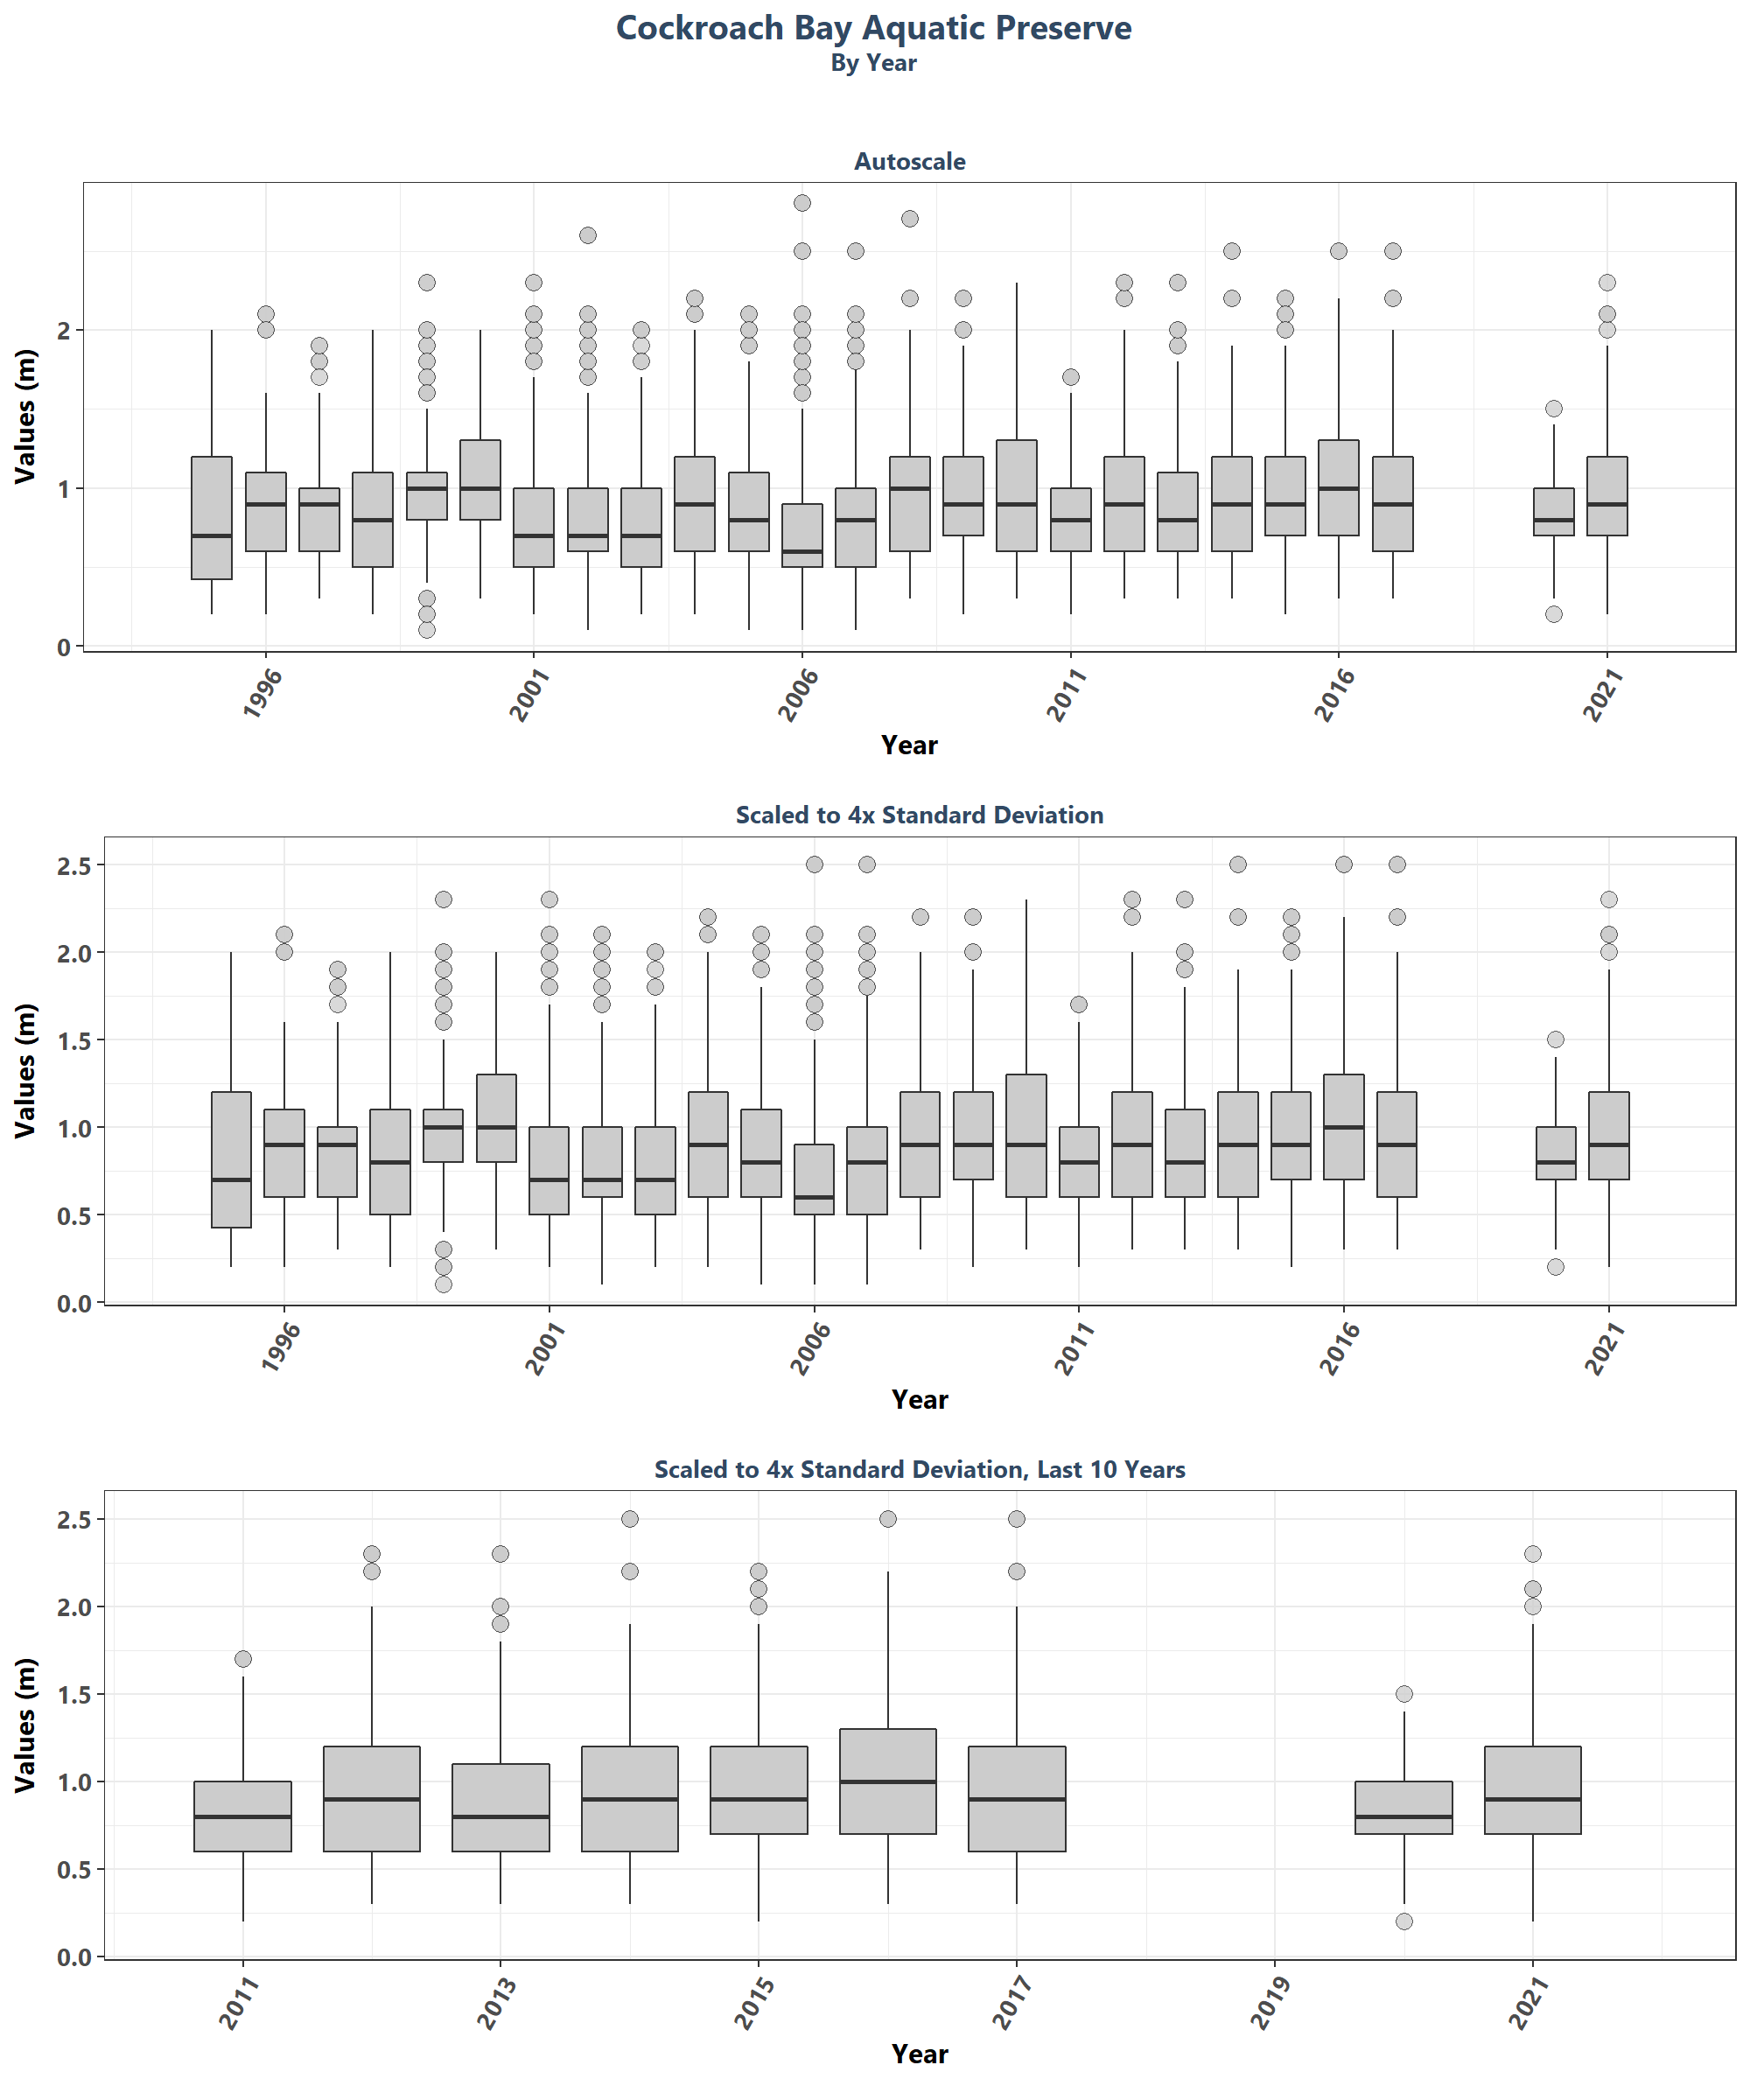 Cockroach Bay Aquatic Preserve
By Year
Autoscale
Values (m)
2
1
0
1996 2001 2006 2011 2016 2021
Year
Scaled to 4x Standard Deviation
Values (m)
2.5
2.0
1.5
1.0
0.5
0.0
1996 2001 2006 2011 2016 2021
Year
Scaled to 4x Standard Deviation, Last 10 Years
Values (m)
2.5
2.0
1.5
1.0
0.5
0.0
2011 2013 2015 2017 2019 2021
Year